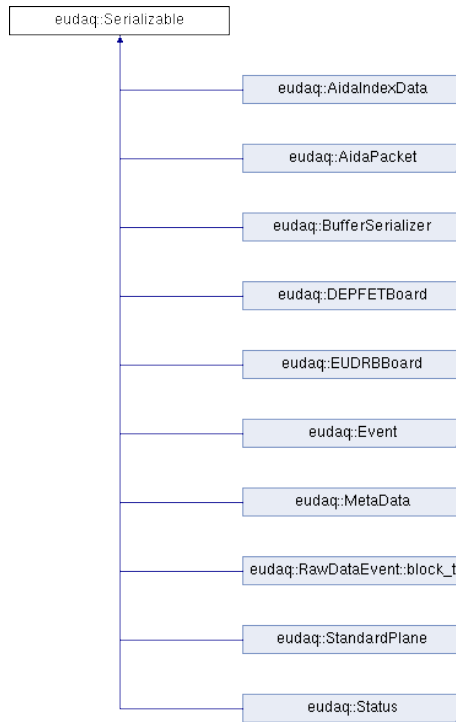 eudaq::Serializable
eudaq::AidaIndexData
eudaq::AidaPacket
eudaq::BufferSerializer
eudaq::DEPFETBoard
eudaq::EUDRBBoard
eudaq::Event
eudaq::MetaData
eudaq::RawDataEvent::block_t
eudaq::StandardPlane
eudaq::Status